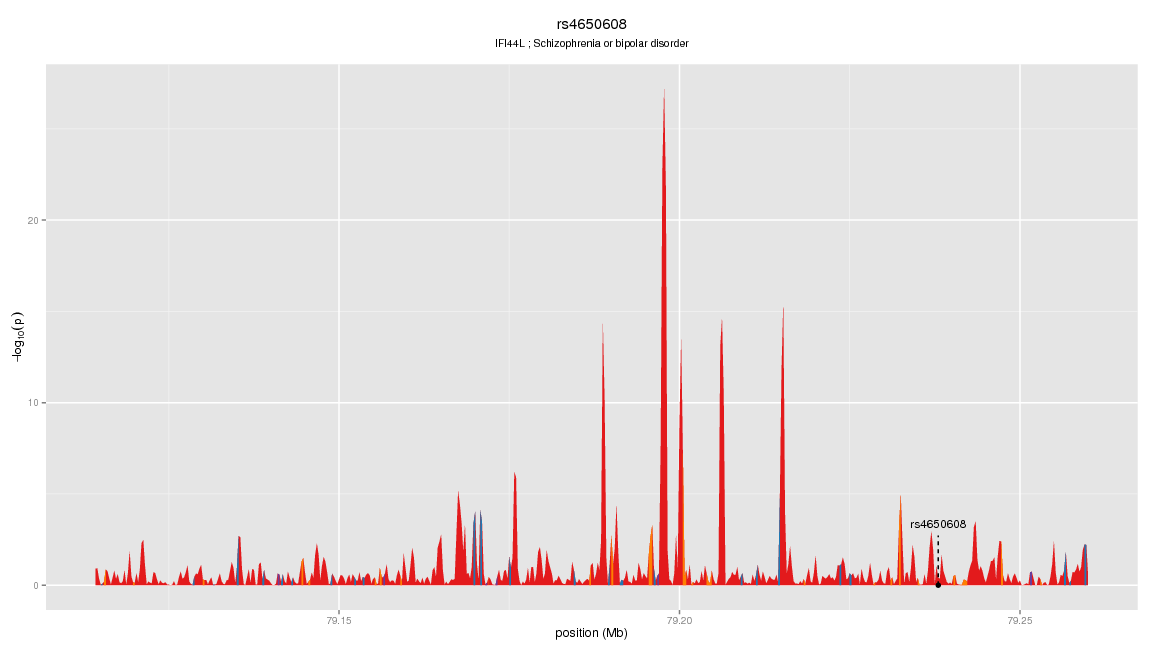 rs4650608
IFI44L ; Schizophrenia or bipolar disorder
−log10(p)
20
10
0
rs4650608
79.15
79.20
79.25
position (Mb)